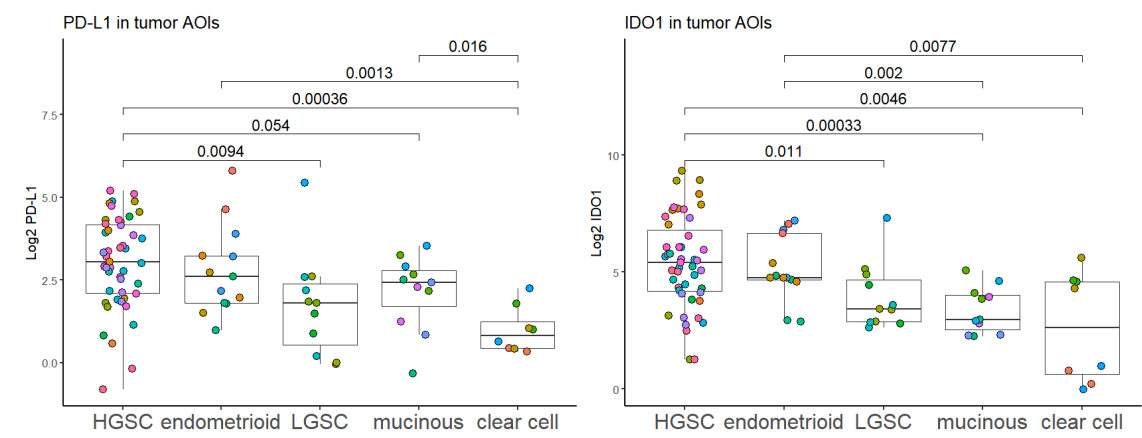 PD-L1 in tumor AOIs
0.016
0.0013
0.00036
0.054
0.0094
7.5
5.0
2.5
0.0
Log2 PD-L1
HGSC endometrioid LGSC mucinous clear cell
IDO1 in tumor AOIs
0.0077
0.002
0.0046
0.00033
0.011
10
5
0
Log2 IDO1
HGSC endometrioid LGSC mucinous clear cell